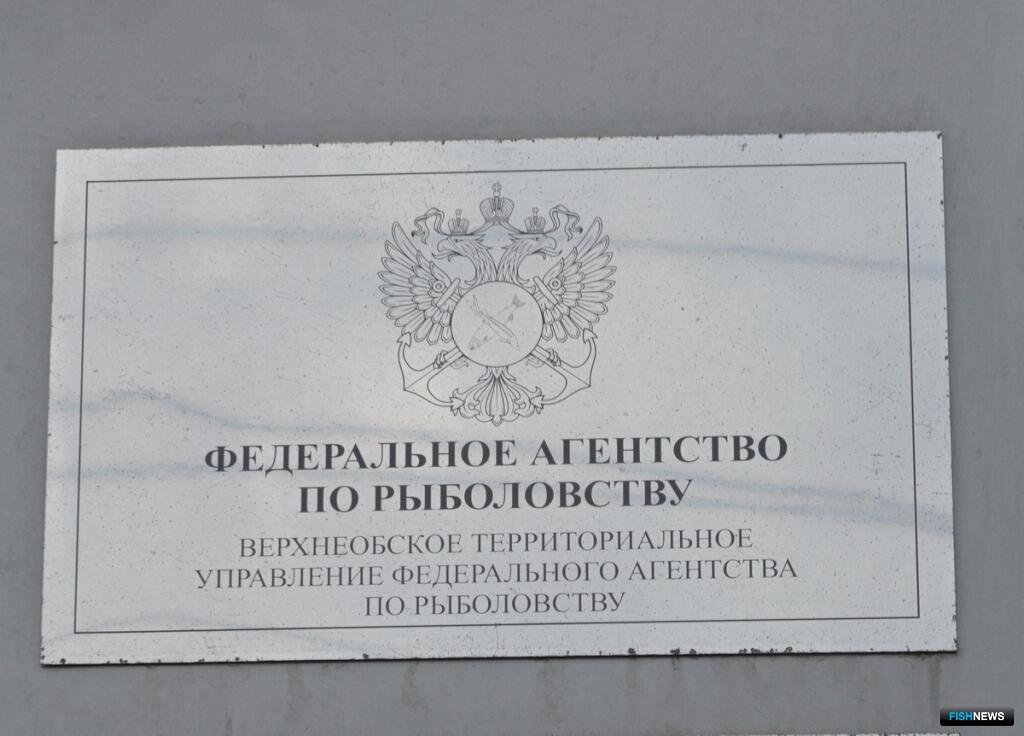 ФЕДЕРАЛЬНОЕ АГЕНТСТВО
ПО РЫБОЛОВСТВУ
ВЕРХНЕОБСКОЕ ТЕРРИТОРИАЛЬНОЕ
УПРАВЛЕНИЕ ФЕДЕРАЛЬНОГО АГЕНТСТВА
ПО РЫБОЛОВСТВУ
FISHNEWS